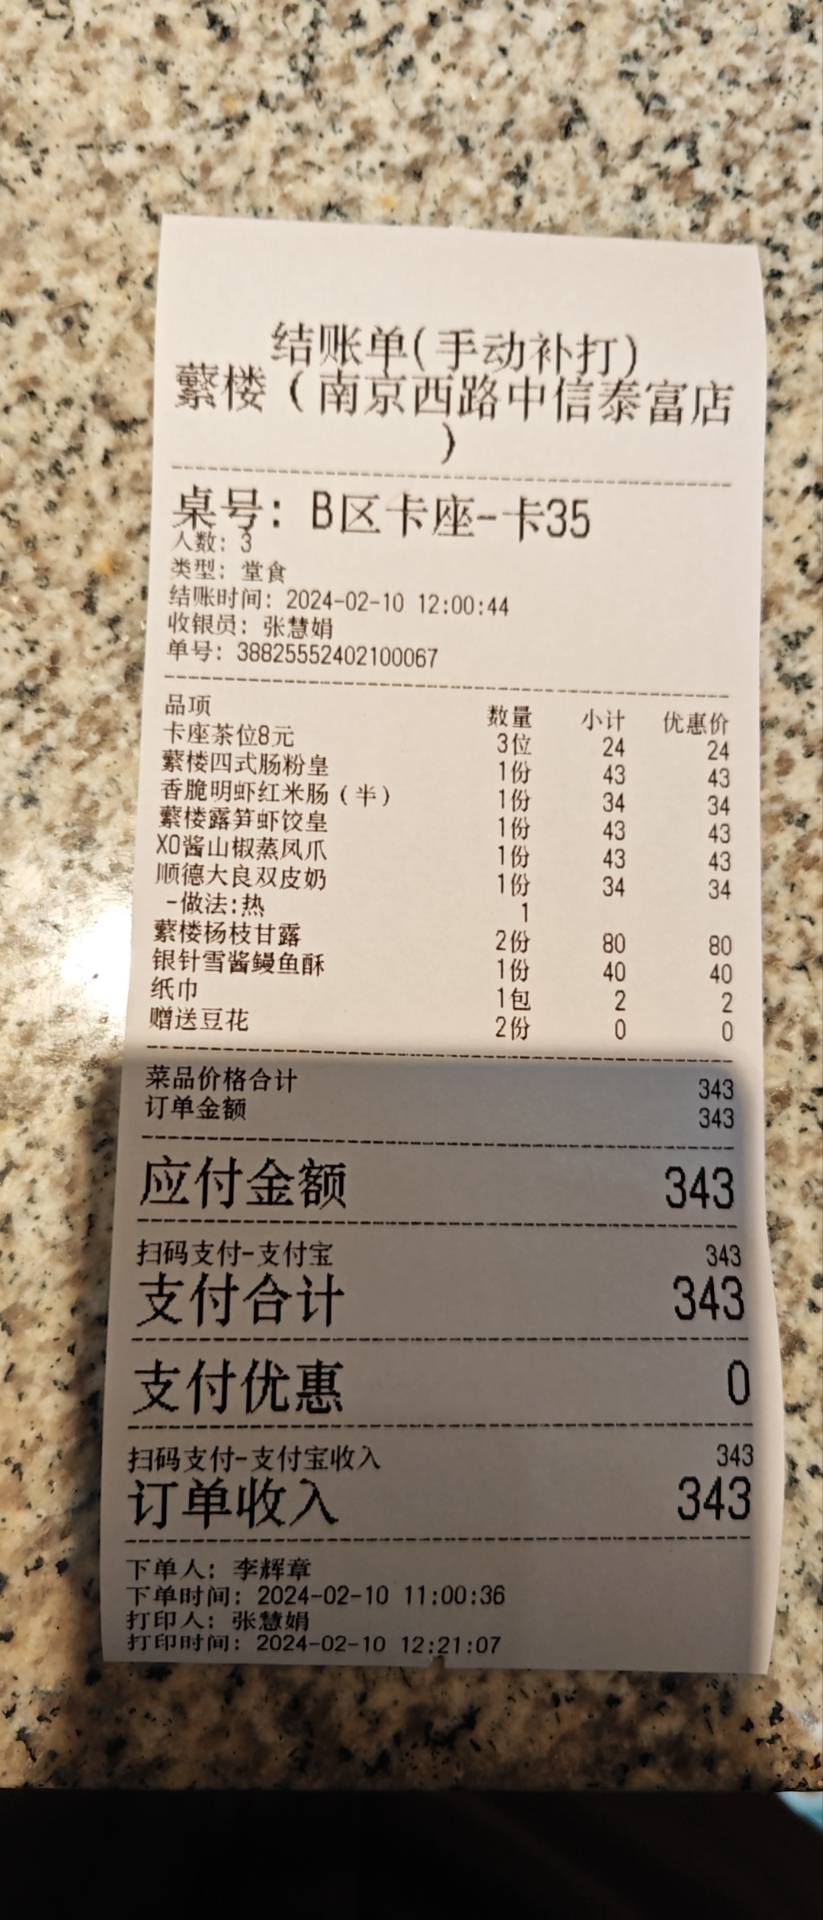 结账单(手动补打)
蘩楼（南京西路中信泰富店
）
桌号: B区卡座-卡35
人数: 3
类型: 堂食
结账时间: 2024-02-10 12:00:44
收银员: 张慧娟
单号: 38825552402100067
品项 数量 小计 优惠价
卡座茶位8元 3位 24 24
蘩楼四式肠粉皇 1份 43 43
香脆明虾红米肠（半） 1份 34 34
蘩楼露笋虾饺皇 1份 43 43
XO酱山椒蒸凤爪 1份 43 43
顺德大良双皮奶 1份 34 34
-做法:热 1
蘩楼杨枝甘露 2份 80 80
银针雪酱鳗鱼酥 1份 40 40
纸巾 1包 2 2
赠送豆花 2份 0 0
菜品价格合计 343
订单金额 343
应付金额 343
扫码支付-支付宝 343
支付合计 343
支付优惠 0
扫码支付-支付宝收入 343
订单收入 343
下单人: 李辉章
下单时间: 2024-02-10 11:00:36
打印人: 张慧娟
打印时间: 2024-02-10 12:21:07